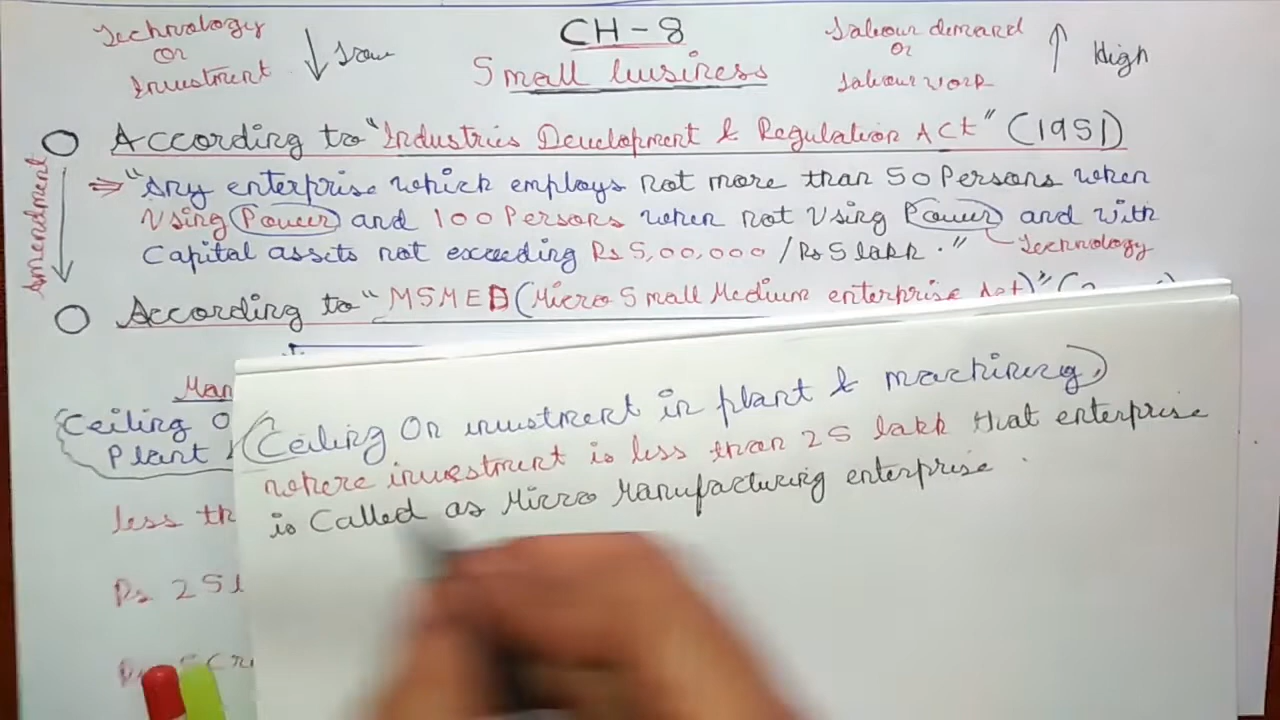 Technology
or
Investment
Low
CH-8
Small business
Labour demand
or
Labour work
High
According to "Industries Development & Regulation Act" (1951)
Amendment
⇒ "Any enterprise which employs not more than 50 Persons when
Using Power and 100 Persons when not Using Power and with
Capital assets not exceeding Rs 5,00,000 / Rs 5 lakh."
Technology
According to "MSMED (Micro Small Medium enterprise Act)"
Man
Ceiling O
Plant
less th
Rs 25 l
(Ceiling On investment in plant & machinery)
where investment is less than 25 lakh that enterprise
is Called as Micro Manufacturing enterprise.